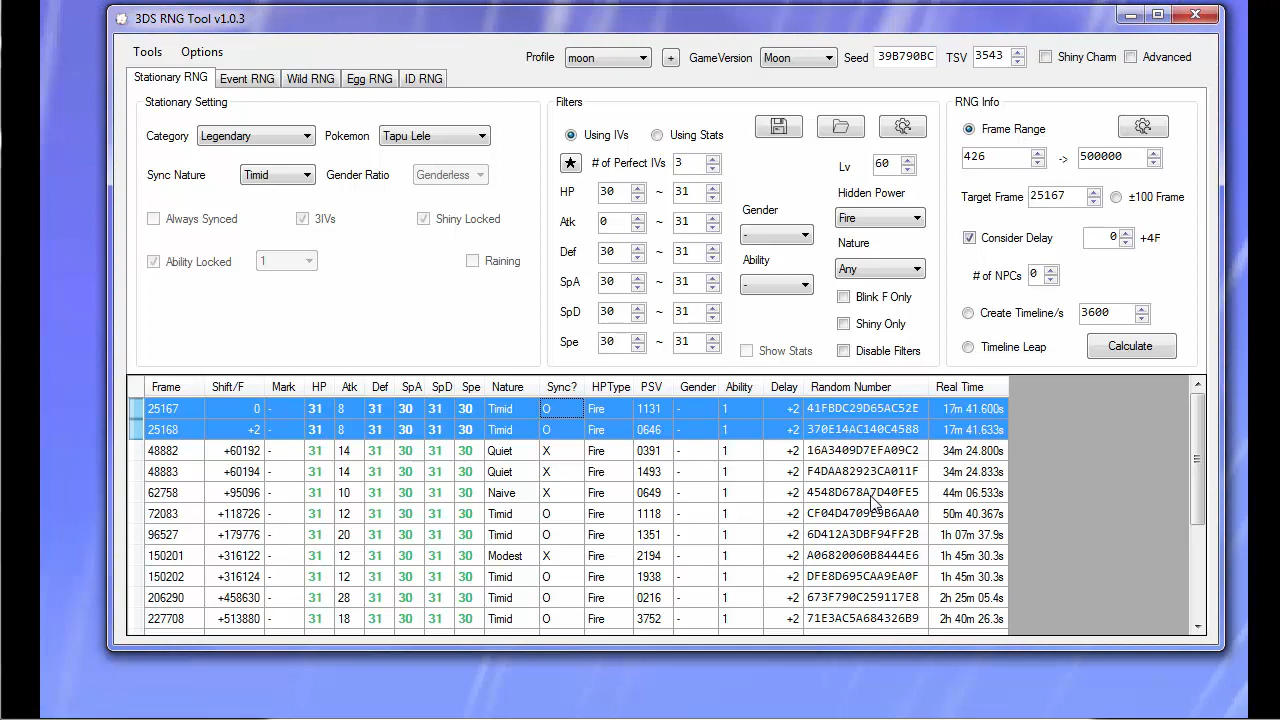 3DS RNG Tool v1.0.3
Tools Options
Profile moon + GameVersion Moon Seed 39B790BC TSV 3543 Shiny Charm Advanced
Stationary RNG Event RNG Wild RNG Egg RNG ID RNG
Stationary Setting
Category Legendary Pokemon Tapu Lele
Sync Nature Timid Gender Ratio Genderless
Always Synced 3IVs Shiny Locked
Ability Locked 1 Raining
Filters
Using IVs Using Stats
★ # of Perfect IVs 3
HP 30 ~ 31
Atk 0 ~ 31
Def 30 ~ 31
SpA 30 ~ 31
SpD 30 ~ 31
Spe 30 ~ 31
Gender
-
Ability
-
Show Stats
Lv 60
Hidden Power
Fire
Nature
Any
Blink F Only
Shiny Only
Disable Filters
RNG Info
Frame Range
426 -> 500000
Target Frame 25167 ±100 Frame
Consider Delay 0 +4F
# of NPCs 0
Create Timeline/s 3600
Timeline Leap Calculate
Frame Shift/F Mark HP Atk Def SpA SpD Spe Nature Sync? HPType PSV Gender Ability Delay Random Number Real Time
25167 0 - 31 8 31 30 31 30 Timid O Fire 1131 - 1 +2 41FBDC29D65AC52E 17m 41.600s
25168 +2 - 31 8 31 30 31 30 Timid O Fire 0646 - 1 +2 370E14AC140C4588 17m 41.633s
48882 +60192 - 31 14 31 30 31 30 Quiet X Fire 0391 - 1 +2 16A3409D7EFA09C2 34m 24.800s
48883 +60194 - 31 14 31 30 31 30 Quiet X Fire 1493 - 1 +2 F4DAA82923CA011F 34m 24.833s
62758 +95096 - 31 10 31 30 31 30 Naive X Fire 0649 - 1 +2 4548D678A7D40FE5 44m 06.533s
72083 +118726 - 31 12 31 30 31 30 Timid O Fire 1118 - 1 +2 CF04D4709E9B6AA0 50m 40.367s
96527 +179776 - 31 20 31 30 31 30 Timid O Fire 1351 - 1 +2 6D412A3DBF94FF2B 1h 07m 37.9s
150201 +316122 - 31 12 31 30 31 30 Modest X Fire 2194 - 1 +2 A06820060B8444E6 1h 45m 30.3s
150202 +316124 - 31 12 31 30 31 30 Timid O Fire 1938 - 1 +2 DFE8D695CAA9EA0F 1h 45m 30.3s
206290 +458630 - 31 28 31 30 31 30 Timid O Fire 0216 - 1 +2 673F790C259117E8 2h 25m 05.4s
227708 +513880 - 31 18 31 30 31 30 Timid O Fire 3752 - 1 +2 71E3AC5A684326B9 2h 40m 26.3s